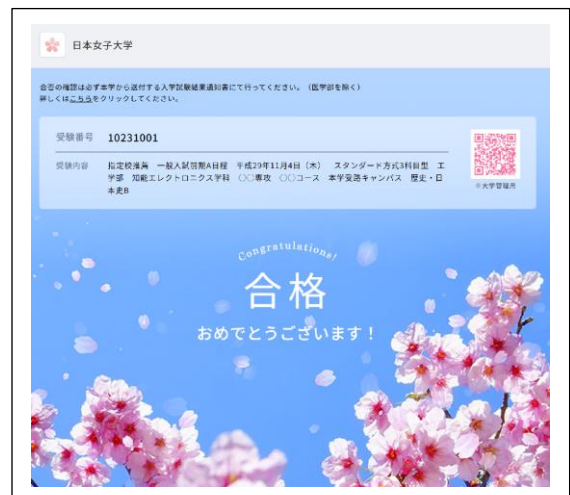 日本女子大学
合否の確認は必ず本学から送付する入学試験結果通知書にて行ってください。（医学部を除く）
詳しくはこちらをクリックしてください。
受験番号 10231001
受験内容 指定校推薦 一般入試前期A日程 平成29年11月4日（木） スタンダード方式3科目型 工
学部 知能エレクトロニクス学科 〇〇専攻 〇〇コース 本学受路キャンパス 歴史・日
本史B
※大学管理用
Congratulations!
合格
おめでとうございます！